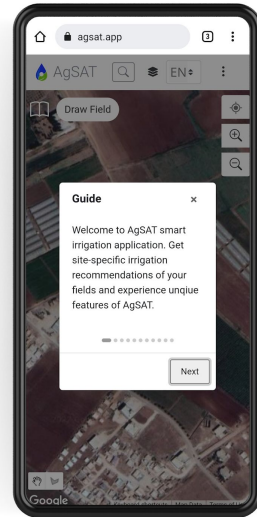 agsat.app
3
AgSAT
EN
Draw Field
Guide
×
Welcome to AgSAT smart
irrigation application. Get
site-specific irrigation
recommendations of your
fields and experience unqiue
features of AgSAT.
Next
Google